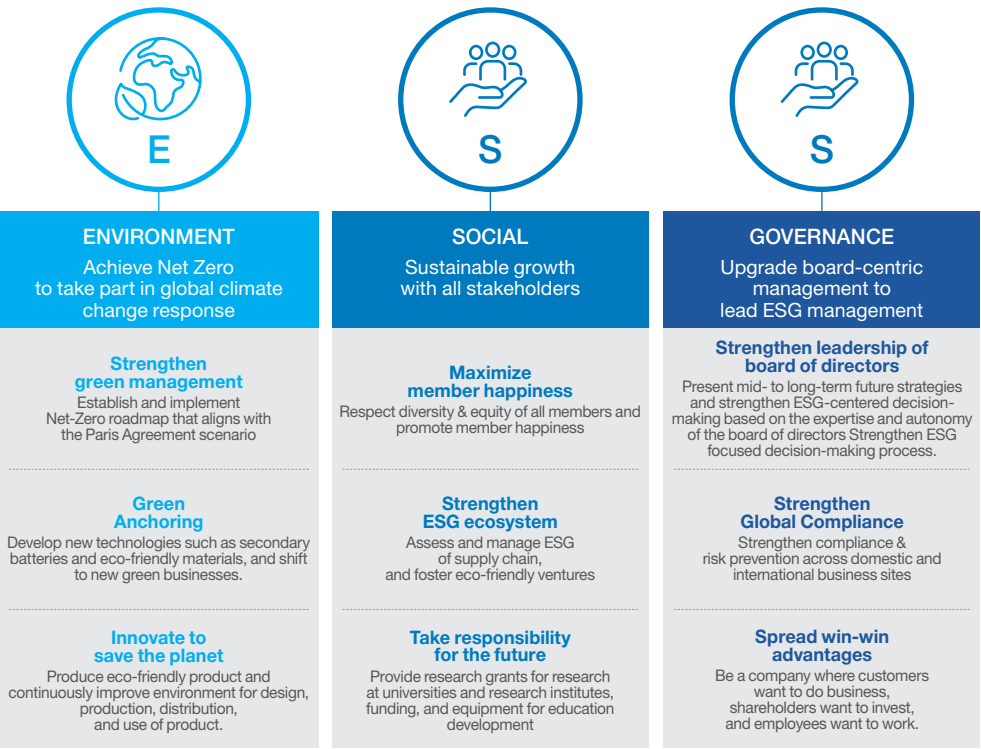 E
ENVIRONMENT
Achieve Net Zero
to take part in global climate
change response
Strengthen
green management
Establish and implement
Net-Zero roadmap that aligns with
the Paris Agreement scenario
Green
Anchoring
Develop new technologies such as secondary
batteries and eco-friendly materials, and shift
to new green businesses.
Innovate to
save the planet
Produce eco-friendly product and
continuously improve environment for design,
production, distribution,
and use of product.
S
SOCIAL
Sustainable growth
with all stakeholders
Maximize
member happiness
Respect diversity & equity of all members and
promote member happiness
Strengthen
ESG ecosystem
Assess and manage ESG
of supply chain,
and foster eco-friendly ventures
Take responsibility
for the future
Provide research grants for research
at universities and research institutes,
funding, and equipment for education
development
S
GOVERNANCE
Upgrade board-centric
management to
lead ESG management
Strengthen leadership of
board of directors
Present mid- to long-term future strategies
and strengthen ESG-centered decision-
making based on the expertise and autonomy
of the board of directors Strengthen ESG
focused decision-making process.
Strengthen
Global Compliance
Strengthen compliance &
risk prevention across domestic and
international business sites
Spread win-win
advantages
Be a company where customers
want to do business,
shareholders want to invest,
and employees want to work.